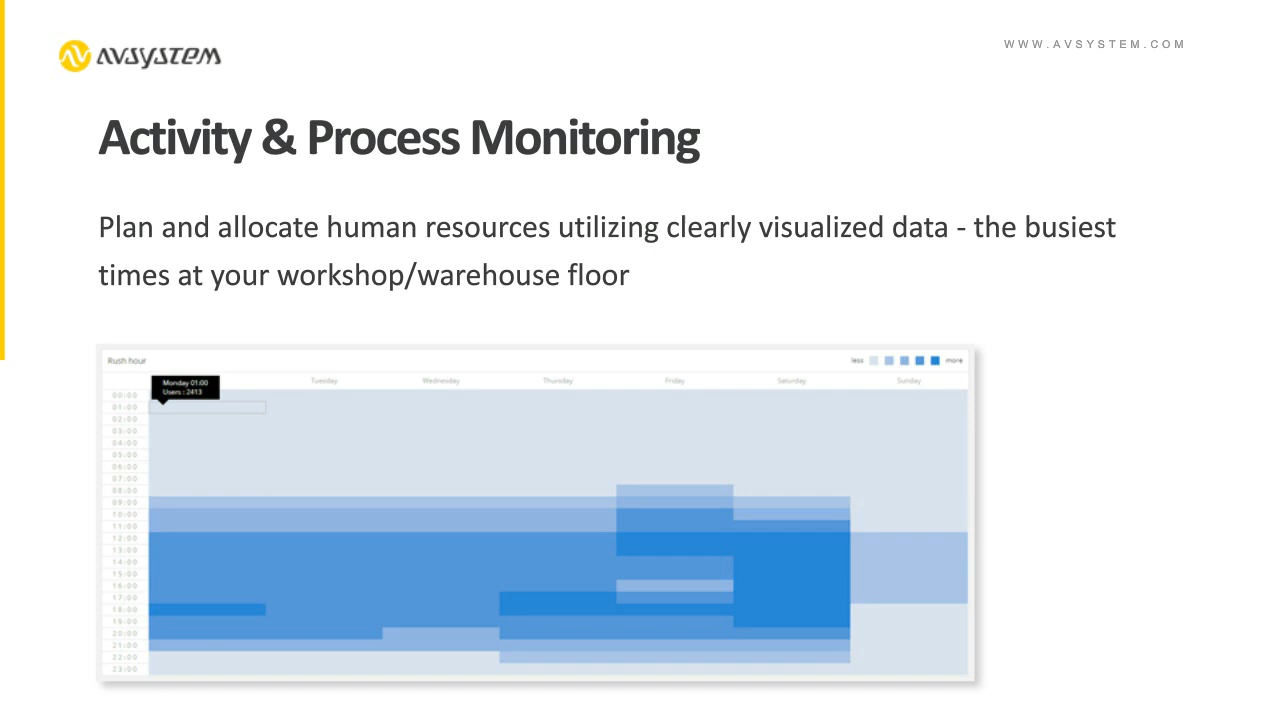 AVSYSTEM
WWW.AVSYSTEM.COM
Activity & Process Monitoring
Plan and allocate human resources utilizing clearly visualized data - the busiest
times at your workshop/warehouse floor
Rush hour
less more
Monday 01:00
Users : 2413
Tuesday Wednesday Thursday Friday Saturday Sunday
00:00
01:00
02:00
03:00
04:00
05:00
06:00
07:00
08:00
09:00
10:00
11:00
12:00
13:00
14:00
15:00
16:00
17:00
18:00
19:00
20:00
21:00
22:00
23:00